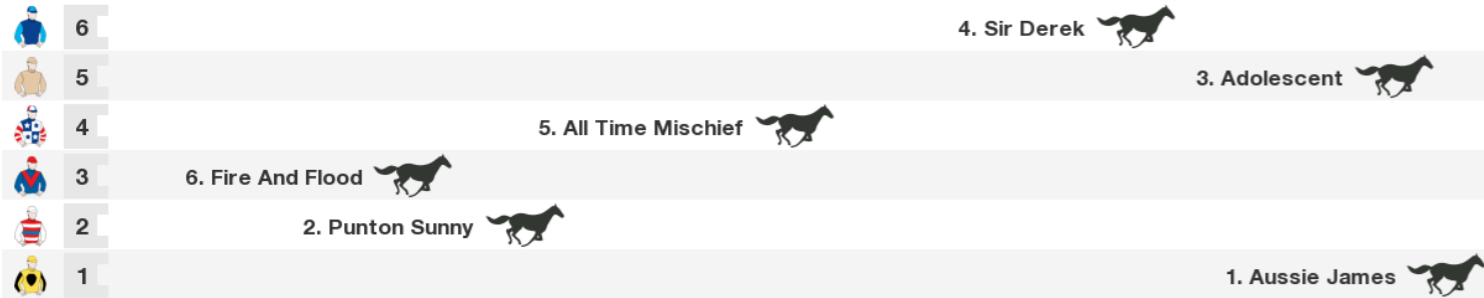 6 4. Sir Derek
5 3. Adolescent
4 5. All Time Mischief
3 6. Fire And Flood
2 2. Punton Sunny
1 1. Aussie James